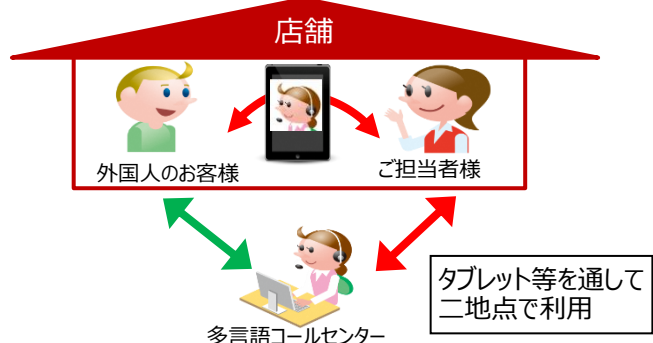 店舗
外国人のお客様
ご担当者様
多言語コールセンター
タブレット等を通して
二地点で利用